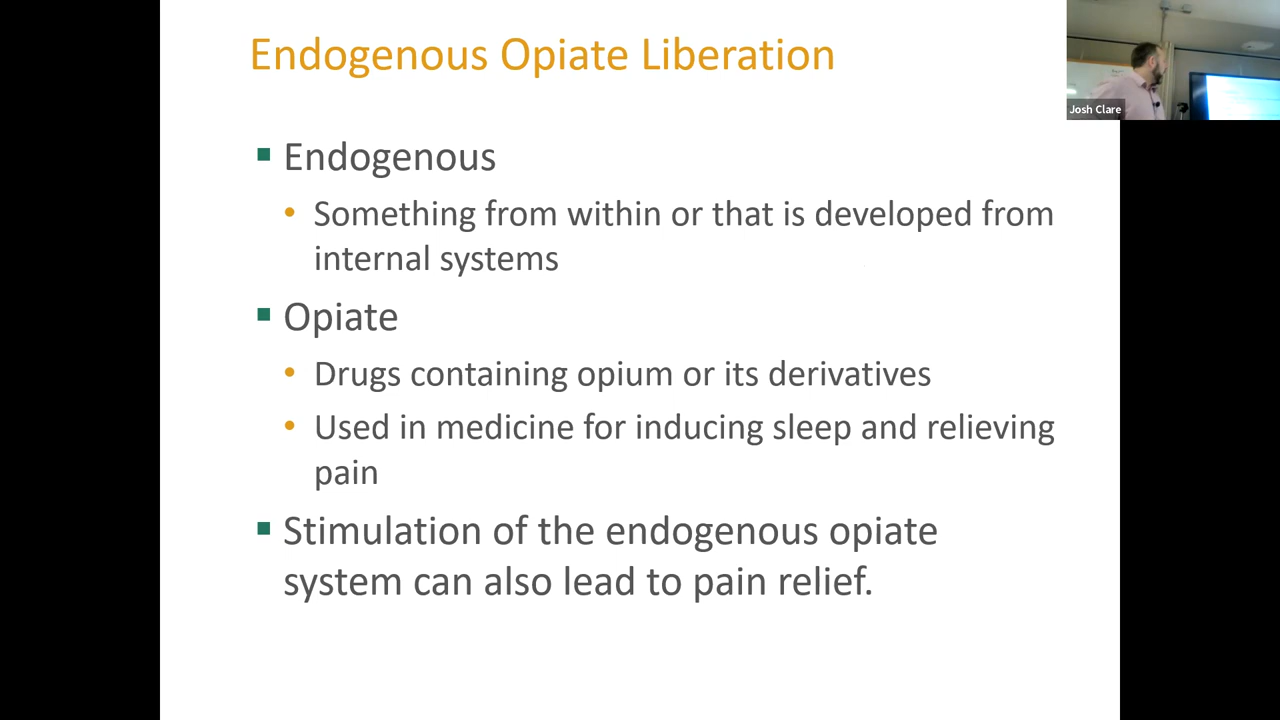 Endogenous Opiate Liberation
Josh Clare
Endogenous
Something from within or that is developed from
internal systems
Opiate
Drugs containing opium or its derivatives
Used in medicine for inducing sleep and relieving
pain
Stimulation of the endogenous opiate
system can also lead to pain relief.